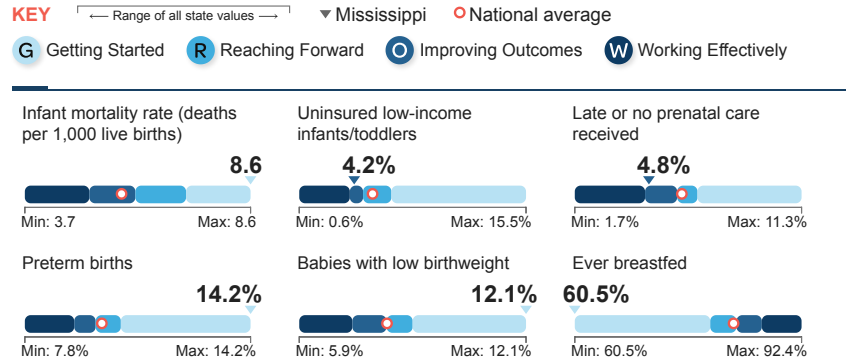 KEY
Range of all state values
Mississippi
National average
G Getting Started
R Reaching Forward
O Improving Outcomes
W Working Effectively
Infant mortality rate (deaths
per 1,000 live births)
8.6
Min: 3.7
Max: 8.6
Uninsured low-income
infants/toddlers
4.2%
Min: 0.6%
Max: 15.5%
Late or no prenatal care
received
4.8%
Min: 1.7%
Max: 11.3%
Preterm births
14.2%
Min: 7.8%
Max: 14.2%
Babies with low birthweight
12.1%
Min: 5.9%
Max: 12.1%
Ever breastfed
60.5%
Min: 60.5%
Max: 92.4%